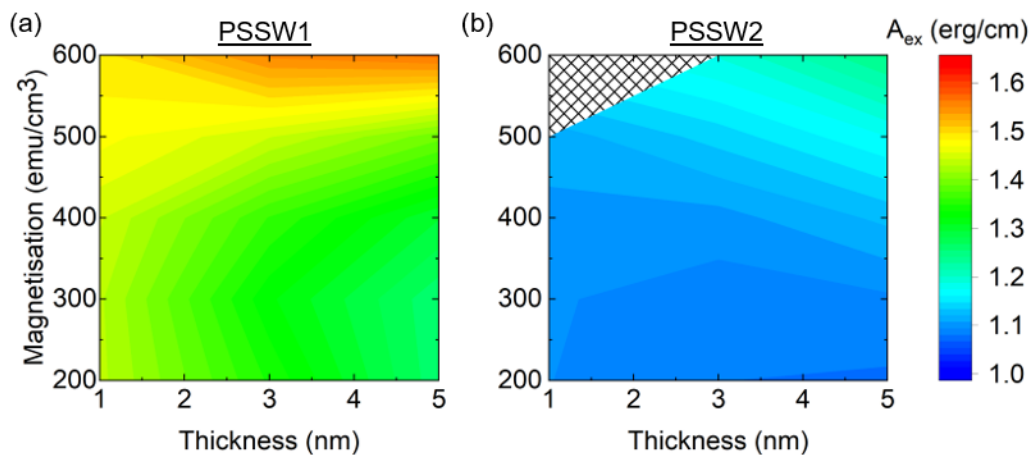 (a) PSSW1 (b) PSSW2 A_ex (erg/cm)
600 600 1.6
500 500 1.5
400 400 1.4
300 300 1.3
200 200 1.2
1.1
1.0
1 2 3 4 5 1 2 3 4 5
Magnetisation (emu/cm3)
Thickness (nm) Thickness (nm)